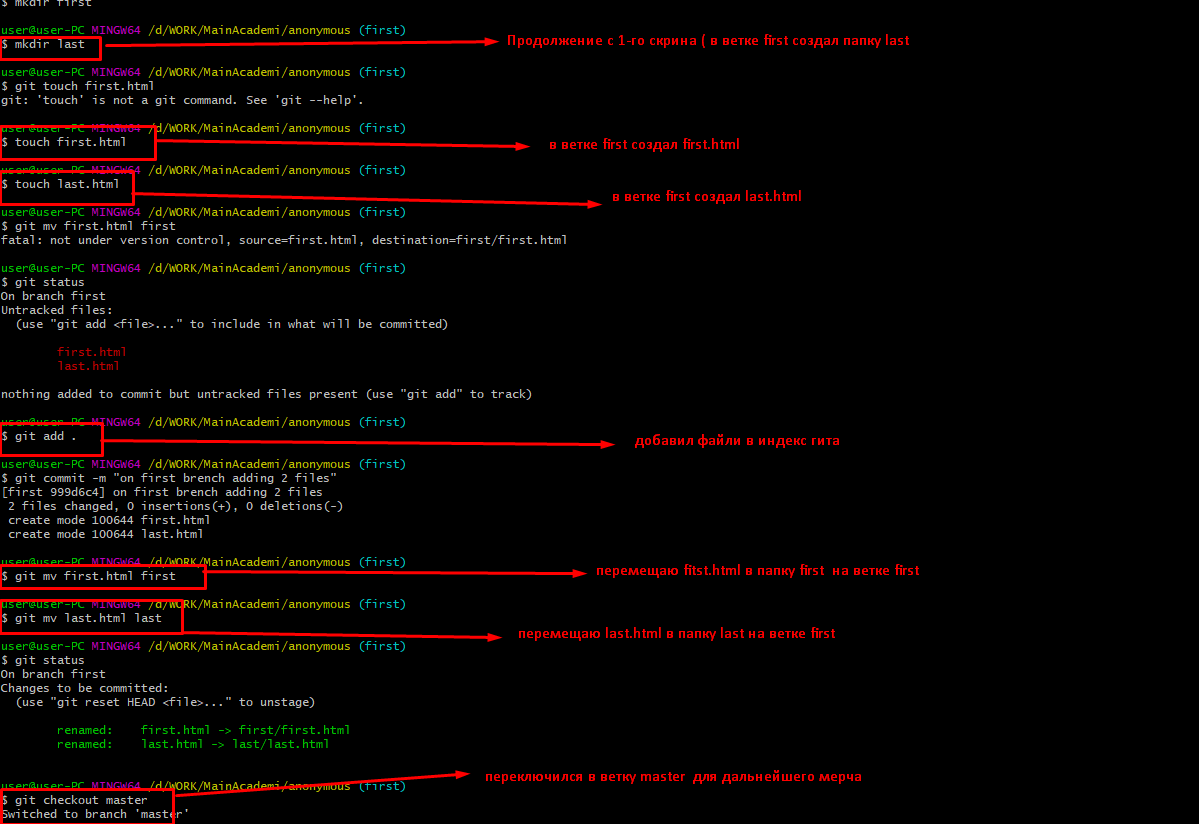 $ mkdir first
user@user-PC MINGW64 /d/WORK/MainAcademi/anonymous (first)
$ mkdir last
Продолжение с 1-го скрина ( в ветке first создал папку last
user@user-PC MINGW64 /d/WORK/MainAcademi/anonymous (first)
$ git touch first.html
git: 'touch' is not a git command. See 'git --help'.
user@user-PC MINGW64 /d/WORK/MainAcademi/anonymous (first)
$ touch first.html
в ветке first создал first.html
user@user-PC MINGW64 /d/WORK/MainAcademi/anonymous (first)
$ touch last.html
в ветке first создал last.html
user@user-PC MINGW64 /d/WORK/MainAcademi/anonymous (first)
$ git mv first.html first
fatal: not under version control, source=first.html, destination=first/first.html
user@user-PC MINGW64 /d/WORK/MainAcademi/anonymous (first)
$ git status
On branch first
Untracked files:
(use "git add <file>..." to include in what will be committed)
first.html
last.html
nothing added to commit but untracked files present (use "git add" to track)
user@user-PC MINGW64 /d/WORK/MainAcademi/anonymous (first)
$ git add .
добавил файли в индекс гита
user@user-PC MINGW64 /d/WORK/MainAcademi/anonymous (first)
$ git commit -m "on first brench adding 2 files"
[first 999d6c4] on first brench adding 2 files
2 files changed, 0 insertions(+), 0 deletions(-)
create mode 100644 first.html
create mode 100644 last.html
user@user-PC MINGW64 /d/WORK/MainAcademi/anonymous (first)
$ git mv first.html first
перемещаю fitst.html в папку first на ветке first
user@user-PC MINGW64 /d/WORK/MainAcademi/anonymous (first)
$ git mv last.html last
перемещаю last.html в папку last на ветке first
user@user-PC MINGW64 /d/WORK/MainAcademi/anonymous (first)
$ git status
On branch first
Changes to be committed:
(use "git reset HEAD <file>..." to unstage)
renamed: first.html -> first/first.html
renamed: last.html -> last/last.html
user@user-PC MINGW64 /d/WORK/MainAcademi/anonymous (first)
$ git checkout master
переключился в ветку master для дальнейшего мерча
Switched to branch 'master'